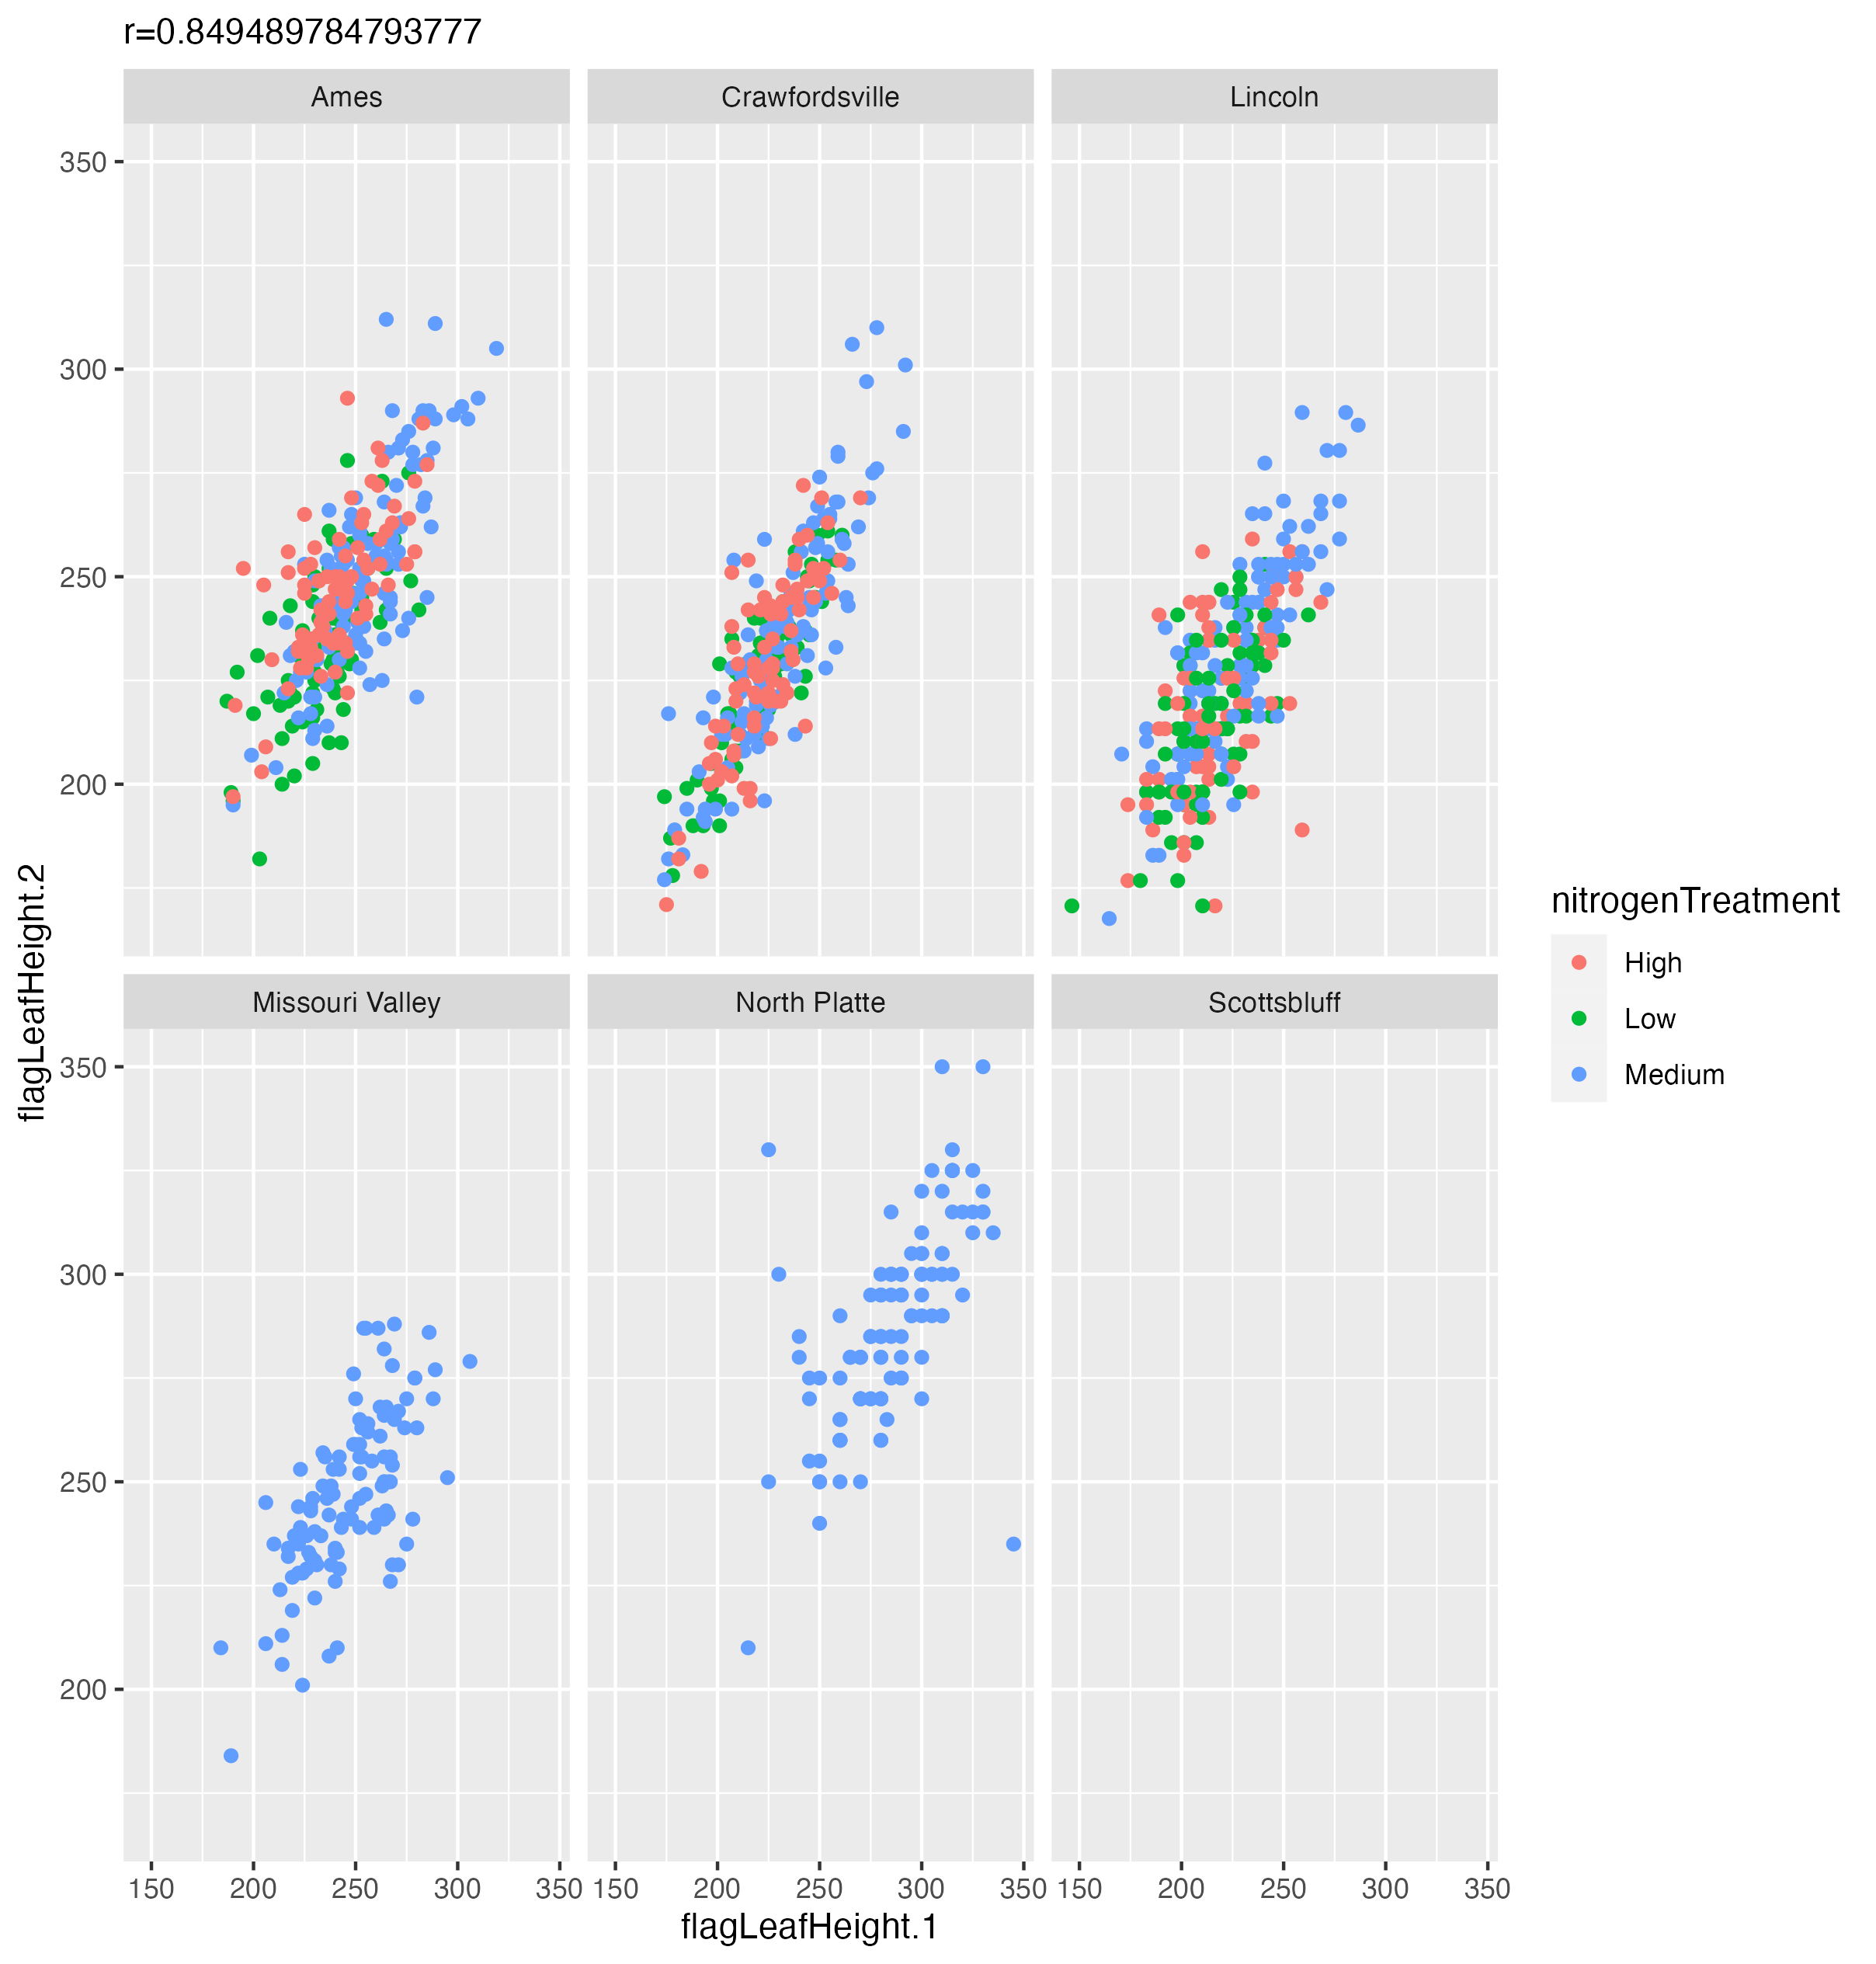 r=0.849489784793777
Ames
Crawfordsville
Lincoln
350
300
250
200
Missouri Valley
North Platte
Scottsbluff
350
300
250
200
150 200 250 300 350
150 200 250 300 350
150 200 250 300 350
flagLeafHeight.1
flagLeafHeight.2
nitrogenTreatment
High
Low
Medium